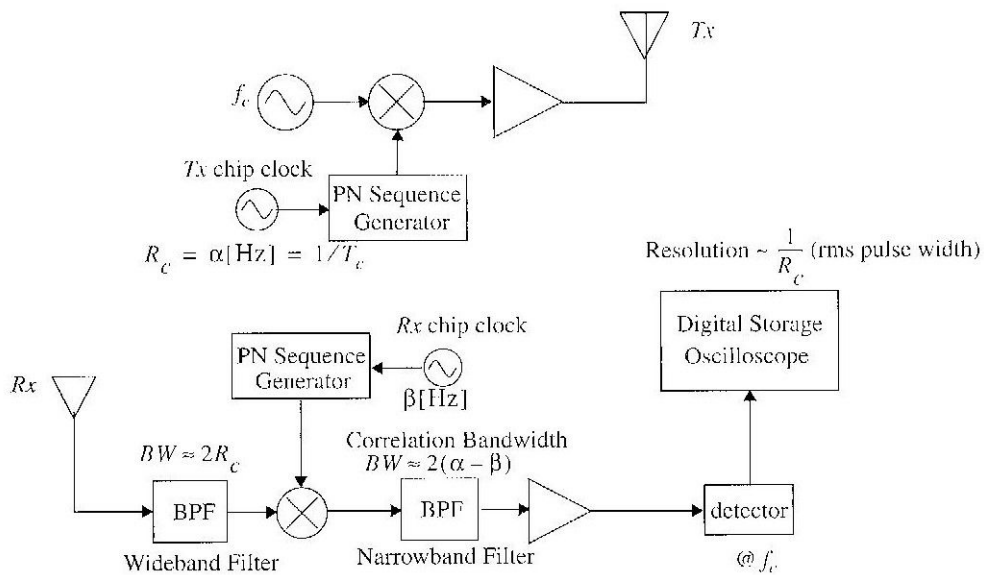 Tx
f_c
Tx chip clock
PN Sequence
Generator
R_c = α[Hz] = 1/T_c
Resolution ~ 1/R_c (rms pulse width)
Digital Storage
Oscilloscope
Rx chip clock
PN Sequence
Generator
β[Hz]
Rx
Correlation Bandwidth
BW ≈ 2R_c
BW ≈ 2(α − β)
BPF
BPF
detector
Wideband Filter
Narrowband Filter
@ f_c